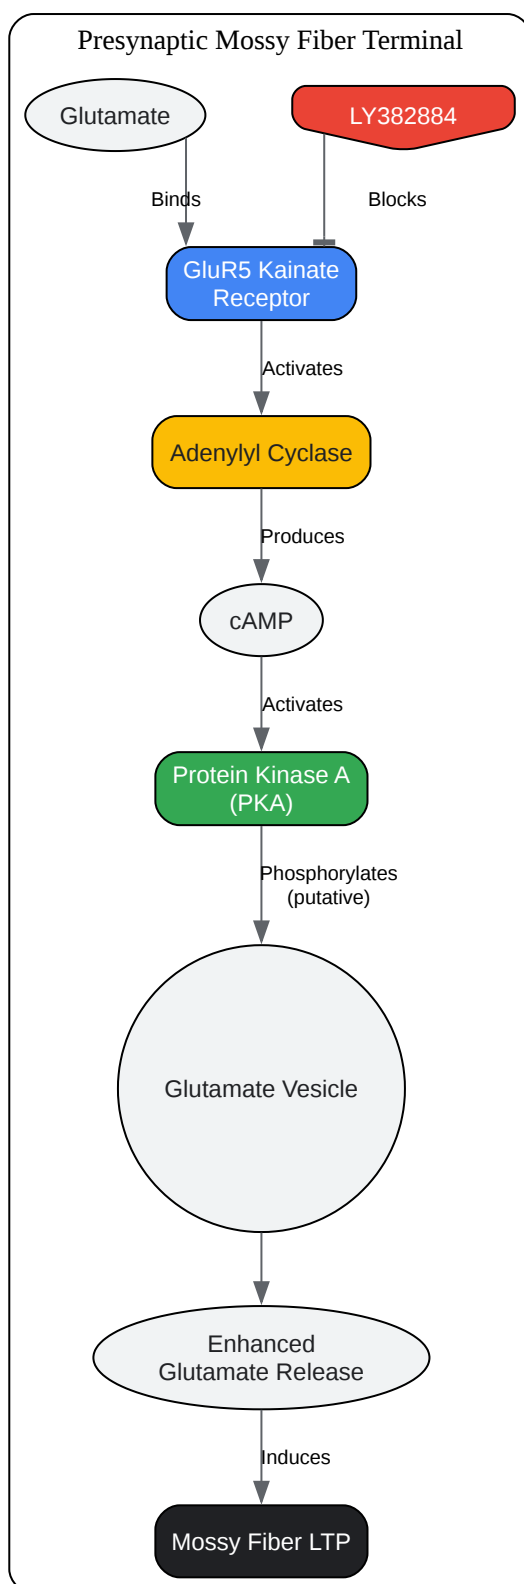 Presynaptic Mossy Fiber Terminal
Glutamate
LY382884
Binds
Blocks
GluR5 Kainate
Receptor
Activates
Adenylyl Cyclase
Produces
cAMP
Activates
Protein Kinase A
(PKA)
Phosphorylates
(putative)
Glutamate Vesicle
Enhanced
Glutamate Release
Induces
Mossy Fiber LTP